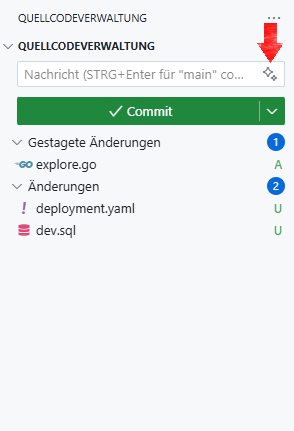 QUELLCODEVERWALTUNG
QUELLCODEVERWALTUNG
Nachricht (STRG+Enter für "main" co...
Commit
Gestagete Änderungen 1
explore.go A
Änderungen 2
deployment.yaml U
dev.sql U